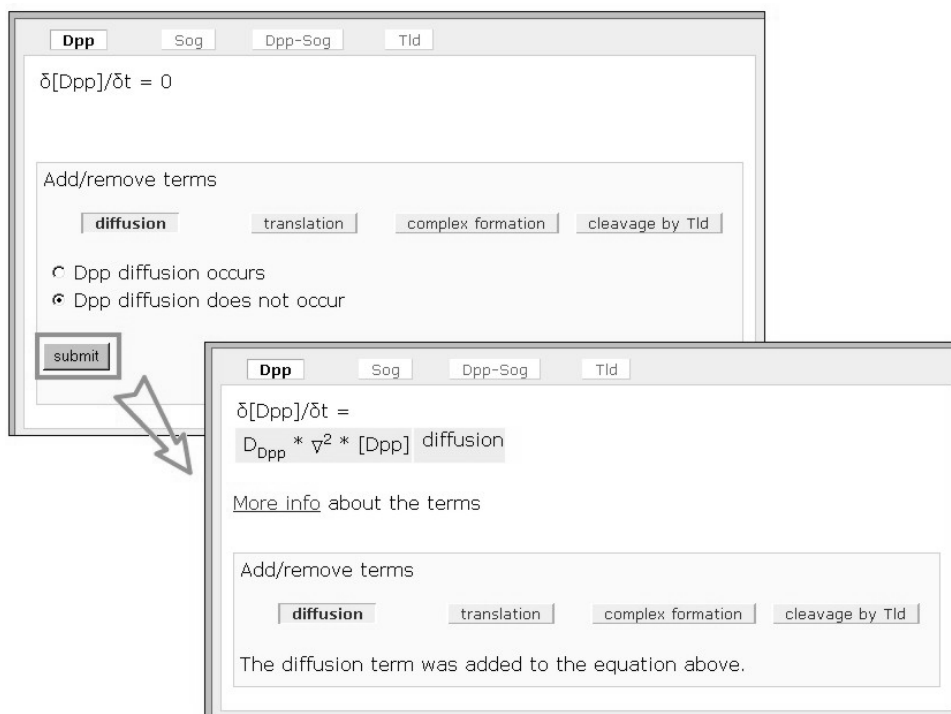 Dpp Sog Dpp-Sog Tld
δ[Dpp]/δt = 0
Add/remove terms
diffusion translation complex formation cleavage by Tld
Dpp diffusion occurs
Dpp diffusion does not occur
submit
Dpp Sog Dpp-Sog Tld
δ[Dpp]/δt =
D_Dpp * ∇² * [Dpp] diffusion
More info about the terms
Add/remove terms
diffusion translation complex formation cleavage by Tld
The diffusion term was added to the equation above.